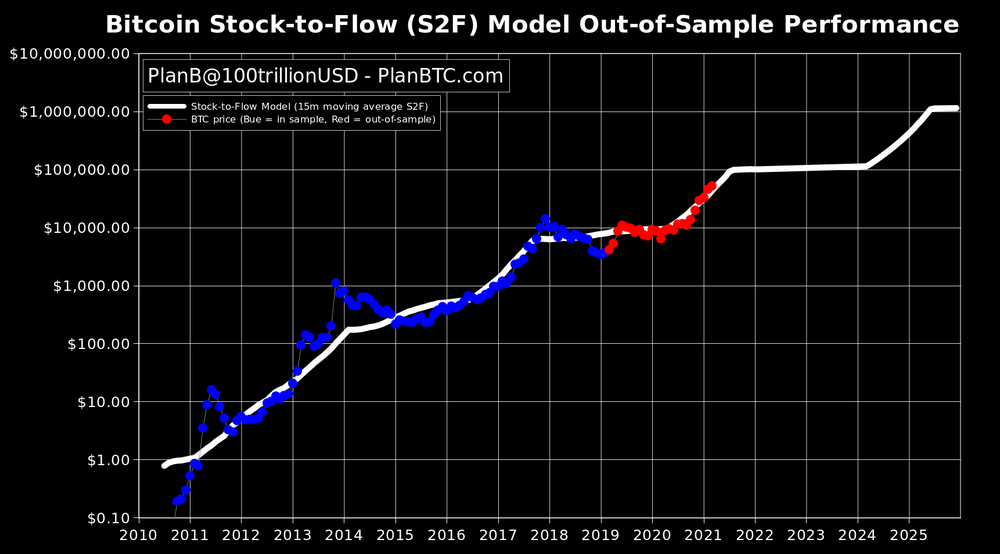 Bitcoin Stock-to-Flow (S2F) Model Out-of-Sample Performance
$10,000,000.00
PlanB@100trillionUSD - PlanBTC.com
Stock-to-Flow Model (15m moving average S2F)
BTC price (Bue = in sample, Red = out-of-sample)
$1,000,000.00
$100,000.00
$10,000.00
$1,000.00
$100.00
$10.00
$1.00
$0.10
2010 2011 2012 2013 2014 2015 2016 2017 2018 2019 2020 2021 2022 2023 2024 2025